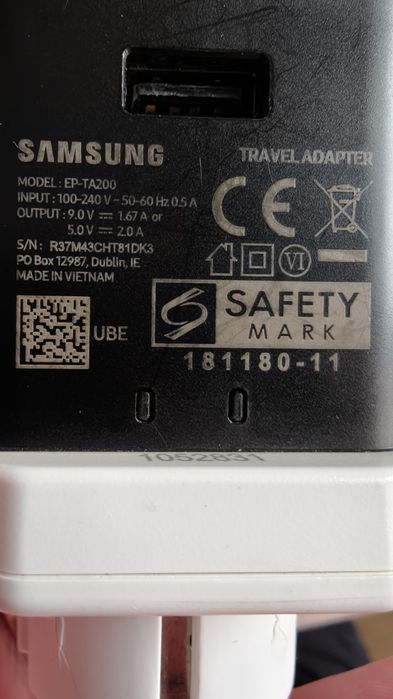 SAMSUNG
TRAVEL ADAPTER
MODEL: EP-TA200
INPUT: 100-240 V ~ 50-60 Hz 0.5 A
OUTPUT: 9.0 V ⎓ 1.67 A or
5.0 V ⎓ 2.0 A
S/N: R37M43CHT81DK3
PO Box 12987, Dublin, IE
MADE IN VIETNAM
CE
VI
UBE
SAFETY
MARK
181180-11
1052831